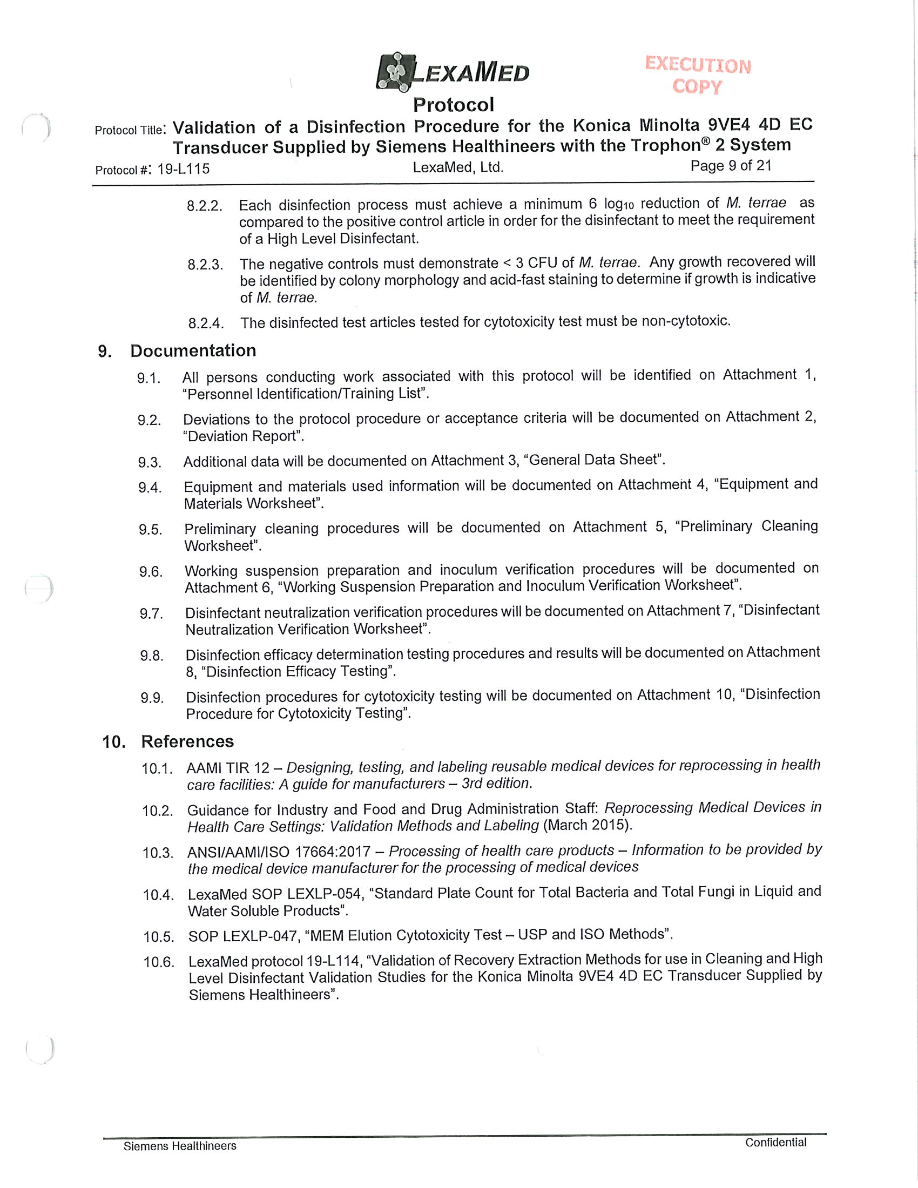 LEXAMED
EXECUTION
COPY
Protocol
Protocol Title: Validation of a Disinfection Procedure for the Konica Minolta 9VE4 4D EC
Transducer Supplied by Siemens Healthineers with the Trophon® 2 System
Protocol #: 19-L115 LexaMed, Ltd. Page 9 of 21
8.2.2. Each disinfection process must achieve a minimum 6 log₁₀ reduction of M. terrae as
compared to the positive control article in order for the disinfectant to meet the requirement
of a High Level Disinfectant.
8.2.3. The negative controls must demonstrate < 3 CFU of M. terrae. Any growth recovered will
be identified by colony morphology and acid-fast staining to determine if growth is indicative
of M. terrae.
8.2.4. The disinfected test articles tested for cytotoxicity test must be non-cytotoxic.
9. Documentation
9.1. All persons conducting work associated with this protocol will be identified on Attachment 1,
“Personnel Identification/Training List”.
9.2. Deviations to the protocol procedure or acceptance criteria will be documented on Attachment 2,
“Deviation Report”.
9.3. Additional data will be documented on Attachment 3, “General Data Sheet”.
9.4. Equipment and materials used information will be documented on Attachment 4, “Equipment and
Materials Worksheet”.
9.5. Preliminary cleaning procedures will be documented on Attachment 5, “Preliminary Cleaning
Worksheet”.
9.6. Working suspension preparation and inoculum verification procedures will be documented on
Attachment 6, “Working Suspension Preparation and Inoculum Verification Worksheet”.
9.7. Disinfectant neutralization verification procedures will be documented on Attachment 7, “Disinfectant
Neutralization Verification Worksheet”.
9.8. Disinfection efficacy determination testing procedures and results will be documented on Attachment
8, “Disinfection Efficacy Testing”.
9.9. Disinfection procedures for cytotoxicity testing will be documented on Attachment 10, “Disinfection
Procedure for Cytotoxicity Testing”.
10. References
10.1. AAMI TIR 12 – Designing, testing, and labeling reusable medical devices for reprocessing in health
care facilities: A guide for manufacturers – 3rd edition.
10.2. Guidance for Industry and Food and Drug Administration Staff: Reprocessing Medical Devices in
Health Care Settings: Validation Methods and Labeling (March 2015).
10.3. ANSI/AAMI/ISO 17664:2017 – Processing of health care products – Information to be provided by
the medical device manufacturer for the processing of medical devices
10.4. LexaMed SOP LEXLP-054, “Standard Plate Count for Total Bacteria and Total Fungi in Liquid and
Water Soluble Products”.
10.5. SOP LEXLP-047, “MEM Elution Cytotoxicity Test – USP and ISO Methods”.
10.6. LexaMed protocol 19-L114, “Validation of Recovery Extraction Methods for use in Cleaning and High
Level Disinfectant Validation Studies for the Konica Minolta 9VE4 4D EC Transducer Supplied by
Siemens Healthineers”.
Siemens Healthineers Confidential